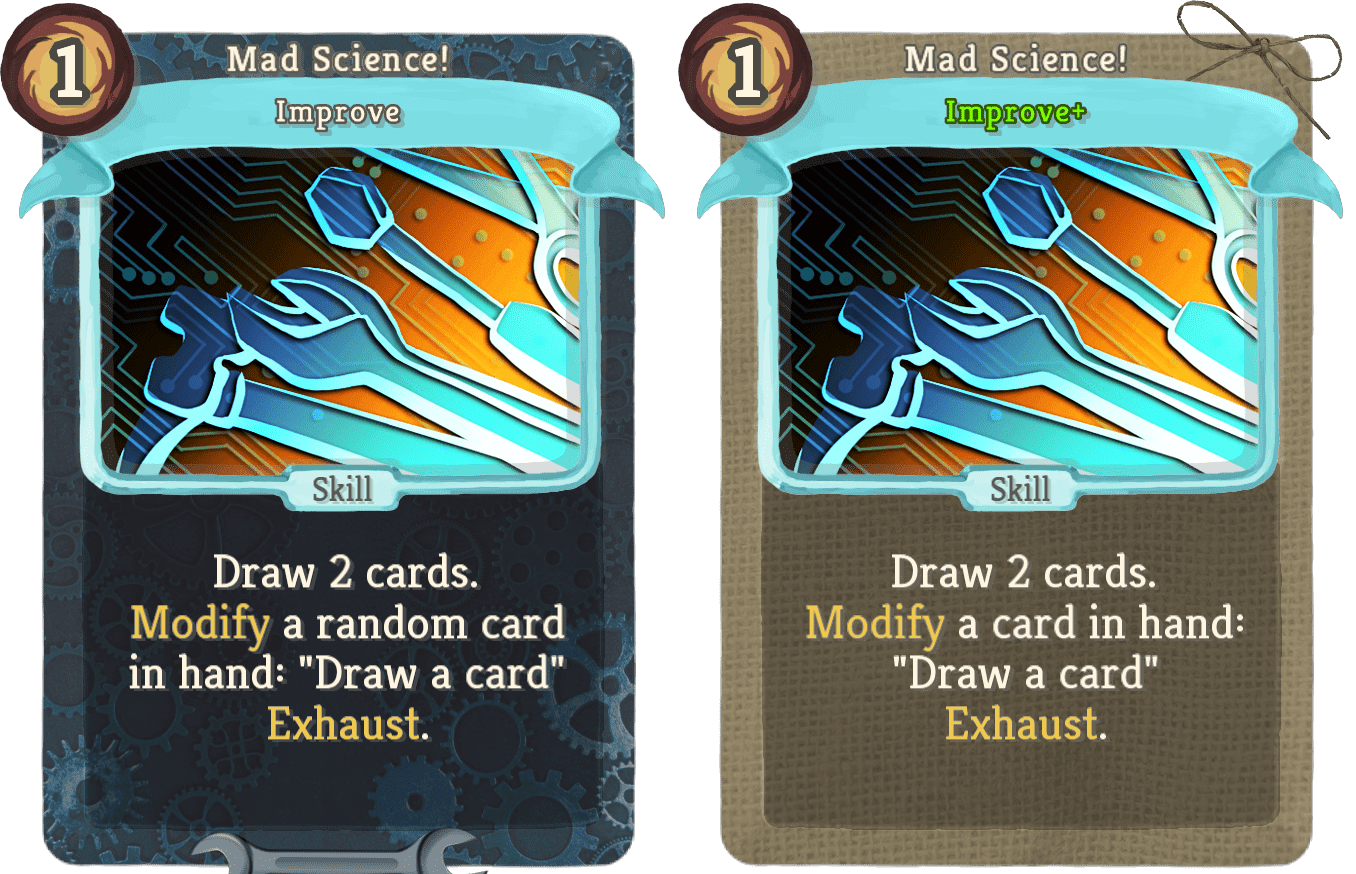 1
Mad Science!
Improve
Skill
Draw 2 cards.
Modify a random card
in hand: "Draw a card"
Exhaust.
1
Mad Science!
Improve+
Skill
Draw 2 cards.
Modify a card in hand:
"Draw a card"
Exhaust.